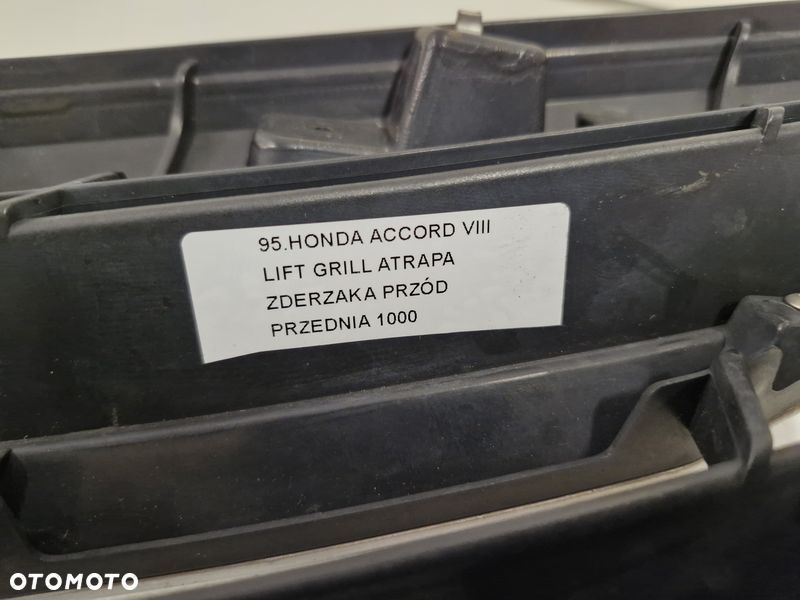 95.HONDA ACCORD VIII
LIFT GRILL ATRAPA
ZDERZAKA PRZÓD
PRZEDNIA 1000
OTOMOTO